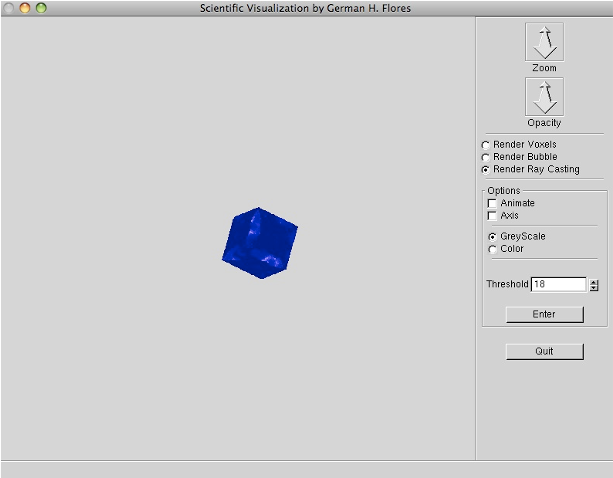 Scientific Visualization by German H. Flores
Zoom
Opacity
Render Voxels
Render Bubble
Render Ray Casting
Options
Animate
Axis
GreyScale
Color
Threshold 18
Enter
Quit